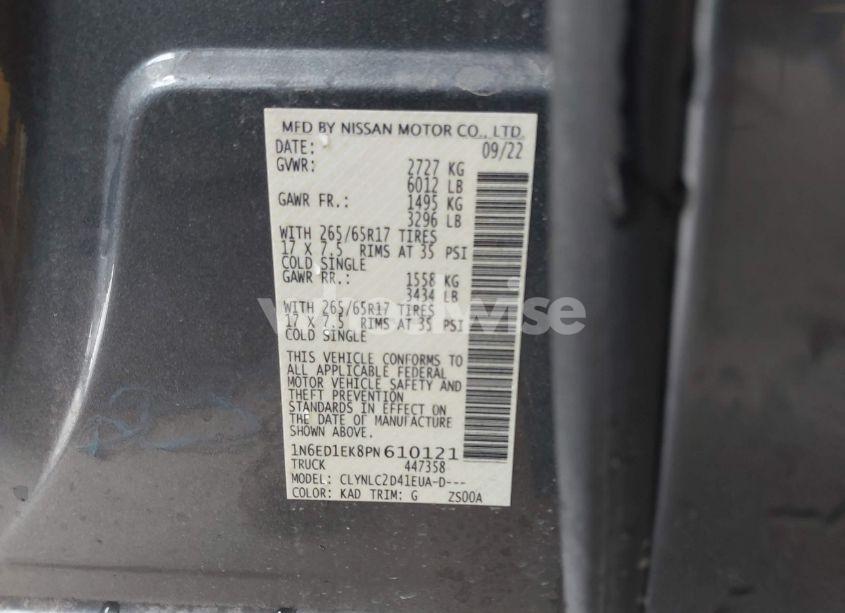 MFD BY NISSAN MOTOR CO., LTD.
DATE: 09/22
GVWR: 2727 KG
6012 LB
GAWR FR.: 1495 KG
3296 LB
WITH 265/65R17 TIRES
17 X 7.5 RIMS AT 35 PSI
COLD SINGLE
GAWR RR.: 1558 KG
3434 LB
WITH 265/65R17 TIRES
17 X 7.5 RIMS AT 35 PSI
COLD SINGLE
THIS VEHICLE CONFORMS TO
ALL APPLICABLE FEDERAL
MOTOR VEHICLE SAFETY AND
THEFT PREVENTION
STANDARDS IN EFFECT ON
THE DATE OF MANUFACTURE
SHOWN ABOVE.
1N6ED1EK8PN610121
TRUCK 447358
MODEL: CLYNLC2D41EUA-D---
COLOR: KAD TRIM: G ZS00A